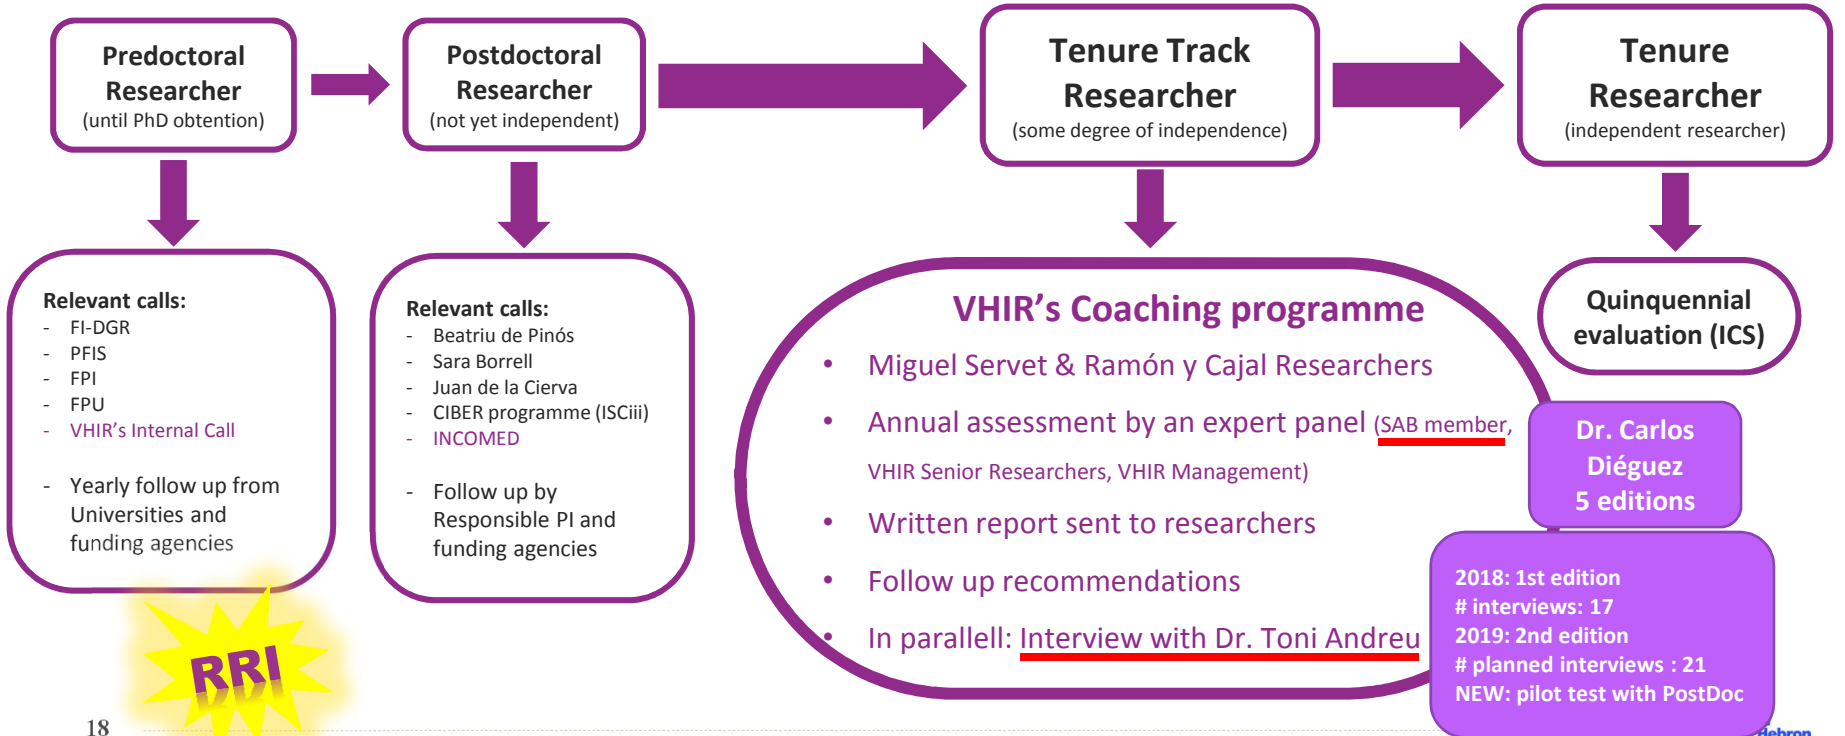 Predoctoral
Researcher
(until PhD obtention)
Postdoctoral
Researcher
(not yet independent)
Tenure Track
Researcher
(some degree of independence)
Tenure
Researcher
(independent researcher)
Relevant calls:
- FI-DGR
- PFIS
- FPI
- FPU
- VHIR's Internal Call
- Yearly follow up from
Universities and
funding agencies
Relevant calls:
- Beatriu de Pinós
- Sara Borrell
- Juan de la Cierva
- CIBER programme (ISCiii)
- INCOMED
- Follow up by
Responsible PI and
funding agencies
VHIR's Coaching programme
• Miguel Servet & Ramón y Cajal Researchers
• Annual assessment by an expert panel (SAB member,
VHIR Senior Researchers, VHIR Management)
• Written report sent to researchers
• Follow up recommendations
• In parallell: Interview with Dr. Toni Andreu
Quinquennial
evaluation (ICS)
Dr. Carlos
Diéguez
5 editions
2018: 1st edition
# interviews: 17
2019: 2nd edition
# planned interviews : 21
NEW: pilot test with PostDoc
RRI
18
Hebron